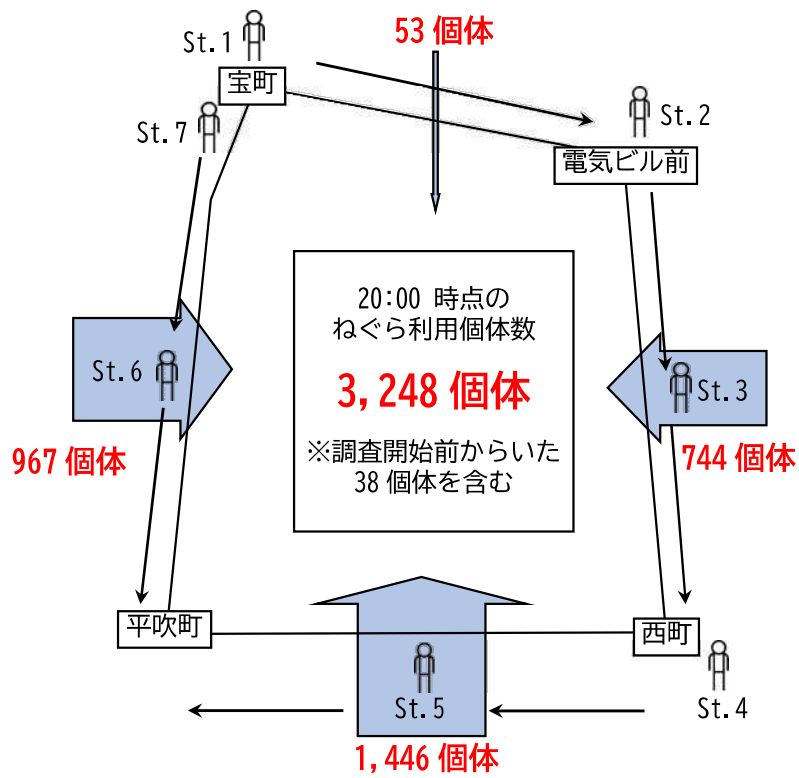 53 個体
St.1
宝町
St.2
St.7
電気ビル前
20:00 時点の
ねぐら利用個体数
3,248 個体
※調査開始前からいた
38 個体を含む
St.6
St.3
967 個体
744 個体
平吹町
西町
St.5
St.4
1,446 個体